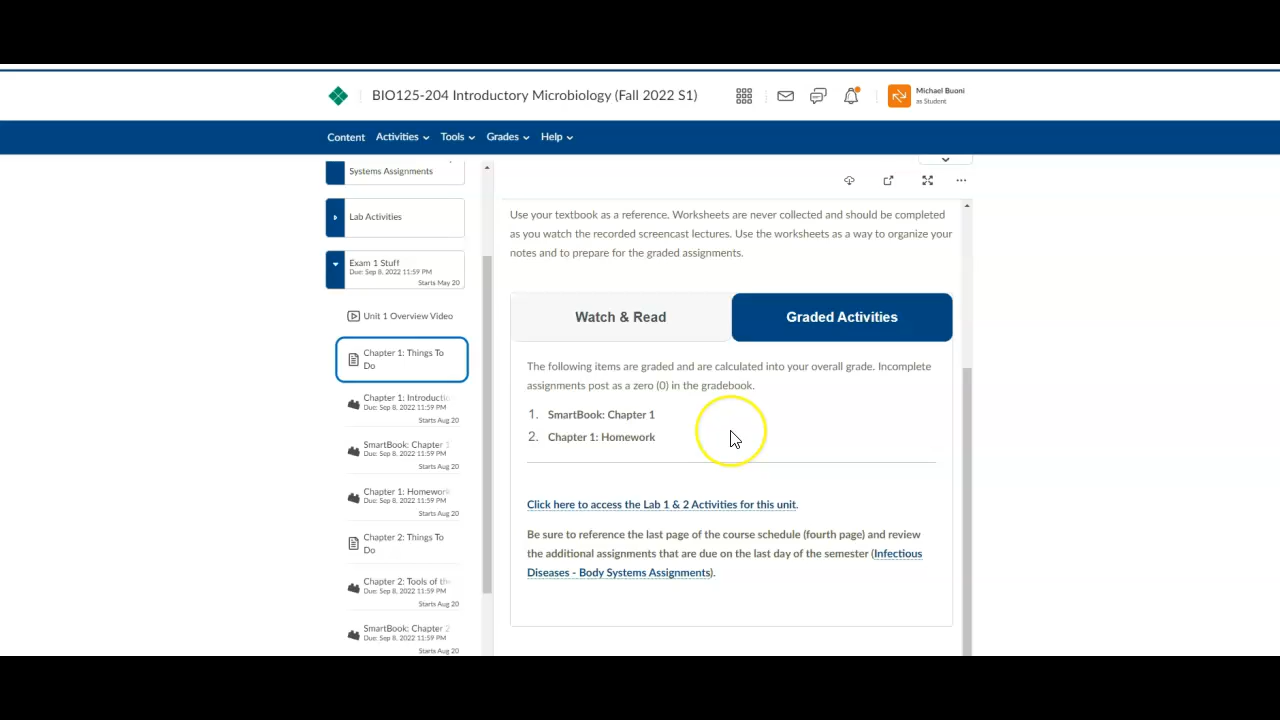 BIO125-204 Introductory Microbiology (Fall 2022 S1)
Michael Buoni
as Student
Content Activities Tools Grades Help
Systems Assignments
Lab Activities
Exam 1 Stuff
Due: Sep 8, 2022 11:59 PM
Starts May 20
Unit 1 Overview Video
Chapter 1: Things To
Do
Chapter 1: Introductio
Due: Sep 8, 2022 11:59 PM
Starts Aug 20
SmartBook: Chapter 1
Due: Sep 8, 2022 11:59 PM
Starts Aug 20
Chapter 1: Homework
Due: Sep 8, 2022 11:59 PM
Starts Aug 20
Chapter 2: Things To
Do
Chapter 2: Tools of the
Due: Sep 8, 2022 11:59 PM
Starts Aug 20
SmartBook: Chapter 2
Due: Sep 8, 2022 11:59 PM
Starts Aug 20
Use your textbook as a reference. Worksheets are never collected and should be completed
as you watch the recorded screencast lectures. Use the worksheets as a way to organize your
notes and to prepare for the graded assignments.
Watch & Read
Graded Activities
The following items are graded and are calculated into your overall grade. Incomplete
assignments post as a zero (0) in the gradebook.
1. SmartBook: Chapter 1
2. Chapter 1: Homework
Click here to access the Lab 1 & 2 Activities for this unit.
Be sure to reference the last page of the course schedule (fourth page) and review
the additional assignments that are due on the last day of the semester (Infectious
Diseases - Body Systems Assignments).